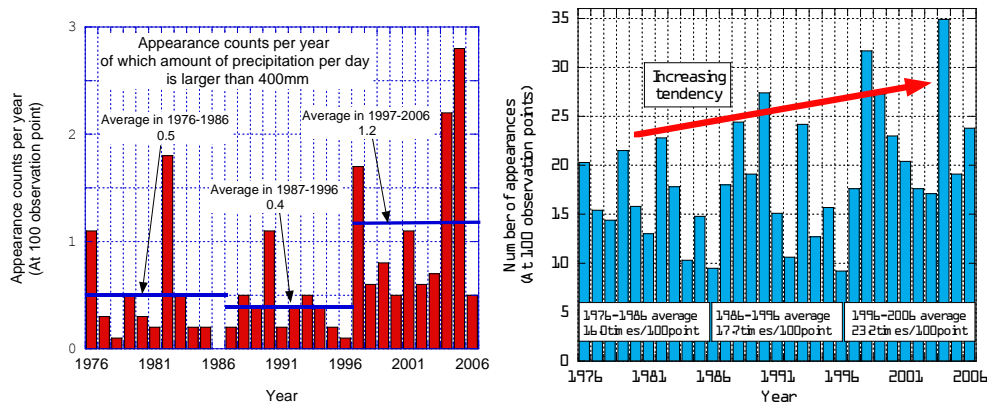 Appearance counts per year
of which amount of precipitation per day
is larger than 400mm
Average in 1976-1986
0.5
Average in 1997-2006
1.2
Average in 1987-1996
0.4
Appearance counts per year
(At 100 observation point)
3
2
1
0
1976
1981
1986
1991
1996
2001
2006
Year
Increasing
tendency
Number of appearances
(At 100 observation points)
35
30
25
20
15
10
5
0
1976-1986 average
16.0times/100point
1986-1996 average
17.7times/100point
1996-2006 average
23.2times/100point
1976
1981
1986
1991
1996
2001
2006
Year